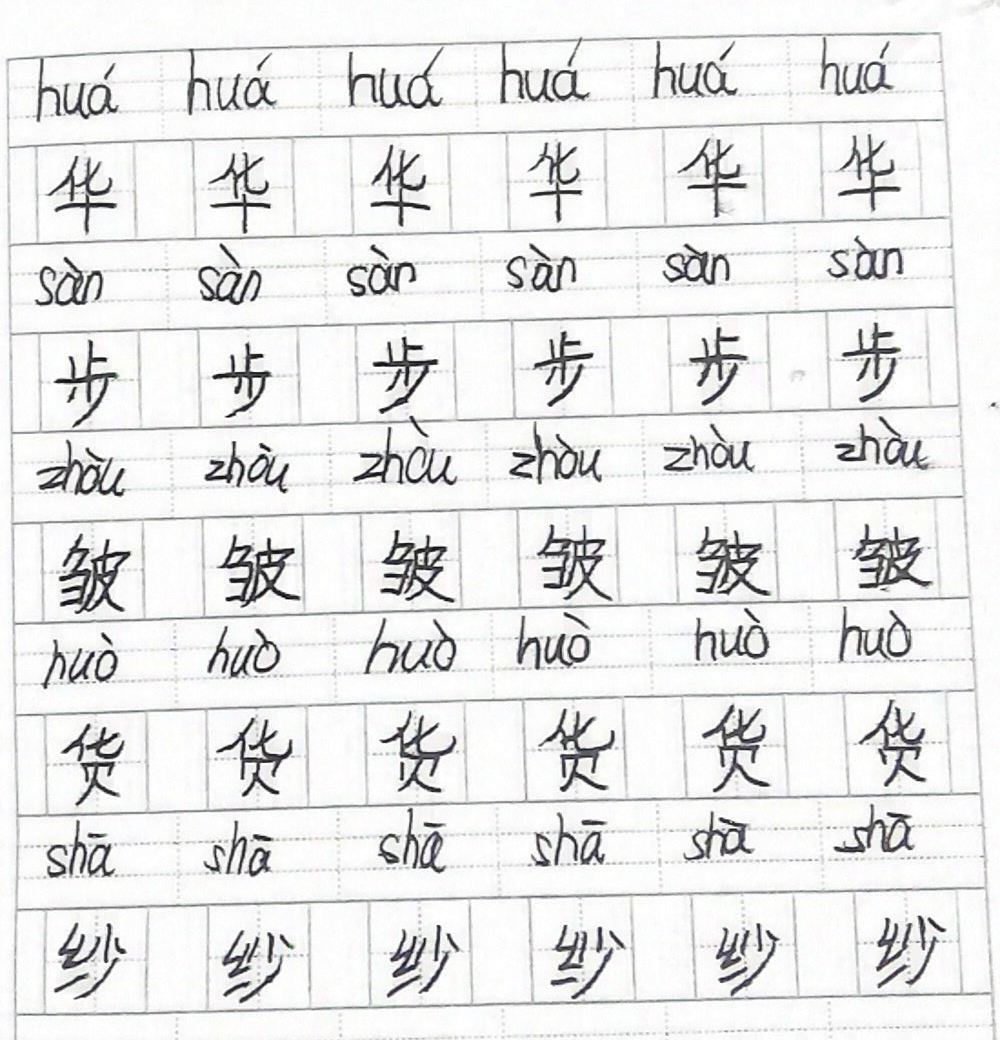 huá huá huá huá huá huá
华 华 华 华 华 华
sàn sàn sàn sàn sàn sàn
步 步 步 步 步 步
zhòu zhòu zhòu zhòu zhòu zhòu
皱 皱 皱 皱 皱 皱
huò huò huò huò huò huò
货 货 货 货 货 货
shā shā shā shā shā shā
纱 纱 纱 纱 纱 纱